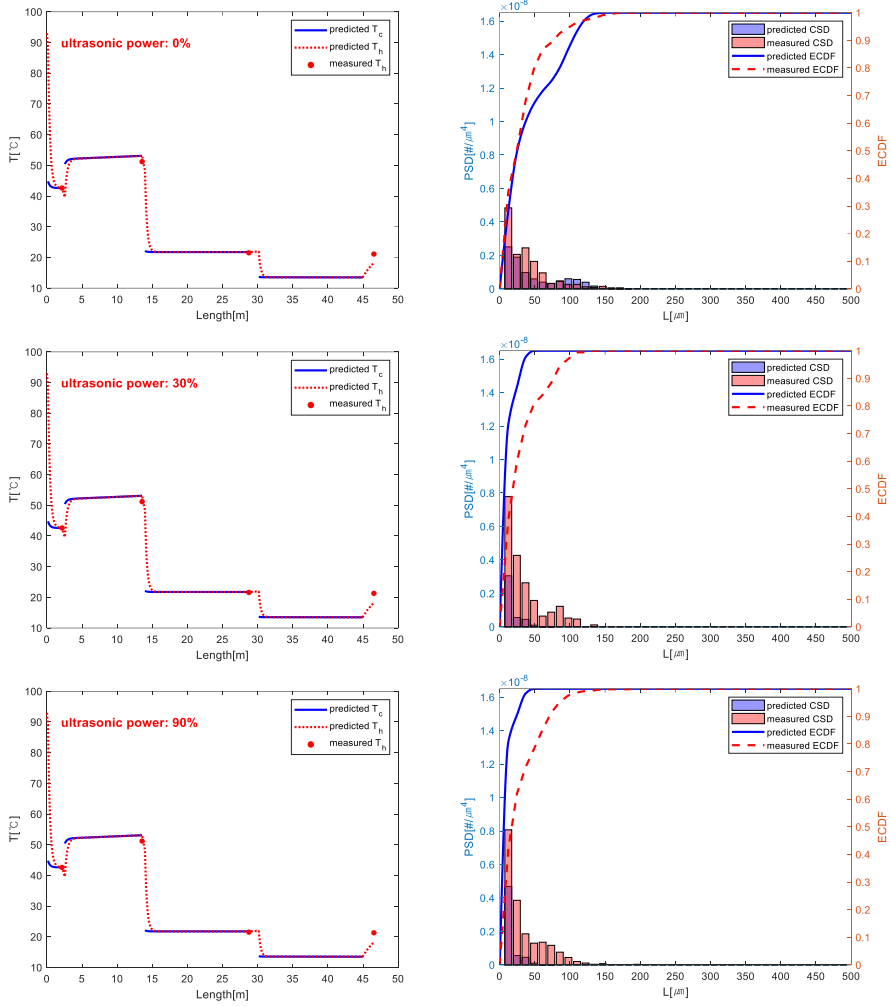 100
90
80
70
60
50
40
30
20
10
T[℃]
ultrasonic power: 0%
predicted T_c
predicted T_h
measured T_h
0 5 10 15 20 25 30 35 40 45 50
Length[m]
×10^-8
1.6
1.4
1.2
1
0.8
0.6
0.4
0.2
0
PSD[#/㎛^4]
predicted CSD
measured CSD
predicted ECDF
measured ECDF
1
0.9
0.8
0.7
0.6
0.5
0.4
0.3
0.2
0.1
0
ECDF
0 50 100 150 200 250 300 350 400 450 500
L[㎛]
100
90
80
70
60
50
40
30
20
10
T[℃]
ultrasonic power: 30%
predicted T_c
predicted T_h
measured T_h
0 5 10 15 20 25 30 35 40 45 50
Length[m]
×10^-8
1.6
1.4
1.2
1
0.8
0.6
0.4
0.2
0
PSD[#/㎛^4]
predicted CSD
measured CSD
predicted ECDF
measured ECDF
1
0.9
0.8
0.7
0.6
0.5
0.4
0.3
0.2
0.1
0
ECDF
0 50 100 150 200 250 300 350 400 450 500
L[㎛]
100
90
80
70
60
50
40
30
20
10
T[℃]
ultrasonic power: 90%
predicted T_c
predicted T_h
measured T_h
0 5 10 15 20 25 30 35 40 45 50
Length[m]
×10^-8
1.6
1.4
1.2
1
0.8
0.6
0.4
0.2
0
PSD[#/㎛^4]
predicted CSD
measured CSD
predicted ECDF
measured ECDF
1
0.9
0.8
0.7
0.6
0.5
0.4
0.3
0.2
0.1
0
ECDF
0 50 100 150 200 250 300 350 400 450 500
L[㎛]